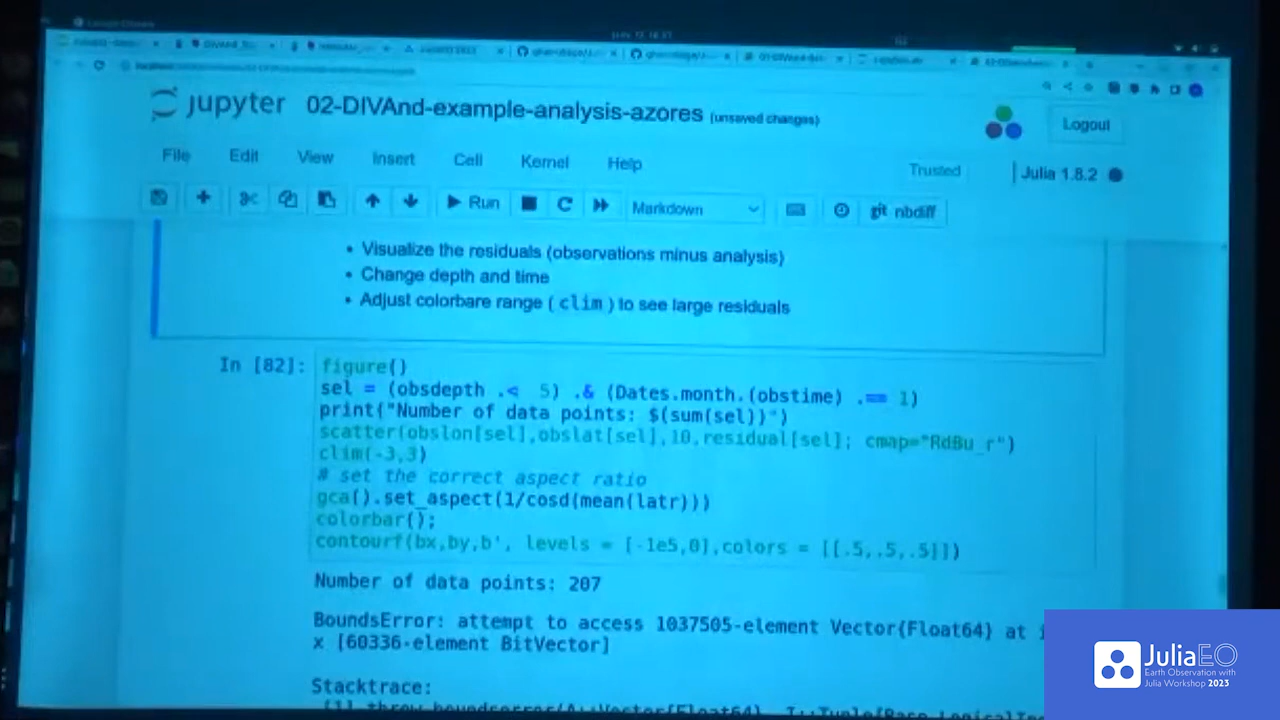 jupyter 02-DIVAnd-example-analysis-azores (unsaved changes)
Logout
File Edit View Insert Cell Kernel Help
Trusted
Julia 1.8.2
Run
Markdown
git nbdiff
• Visualize the residuals (observations minus analysis)
• Change depth and time
• Adjust colorbare range ( clim ) to see large residuals
In [82]:
figure()
sel = (obsdepth .< 5) .& (Dates.month.(obstime) .== 1)
print("Number of data points: $(sum(sel))")
scatter(obslon[sel],obslat[sel],10,residual[sel]; cmap="RdBu_r")
clim(-3,3)
# set the correct aspect ratio
gca().set_aspect(1/cosd(mean(latr)))
colorbar();
contourf(bx,by,b', levels = [-1e5,0],colors = [[.5,.5,.5]])
Number of data points: 207
BoundsError: attempt to access 1037505-element Vector{Float64} at i
x [60336-element BitVector]
Stacktrace:
JuliaEO
Earth Observation with
Julia Workshop 2023